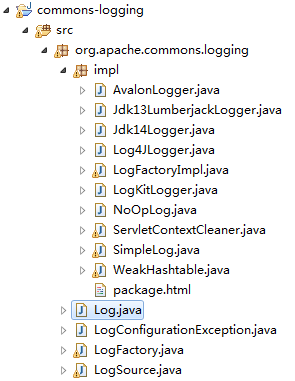 commons-logging
src
org.apache.commons.logging
impl
AvalonLogger.java
Jdk13LumberjackLogger.java
Jdk14Logger.java
Log4JLogger.java
LogFactoryImpl.java
LogKitLogger.java
NoOpLog.java
ServletContextCleaner.java
SimpleLog.java
WeakHashtable.java
package.html
Log.java
LogConfigurationException.java
LogFactory.java
LogSource.java